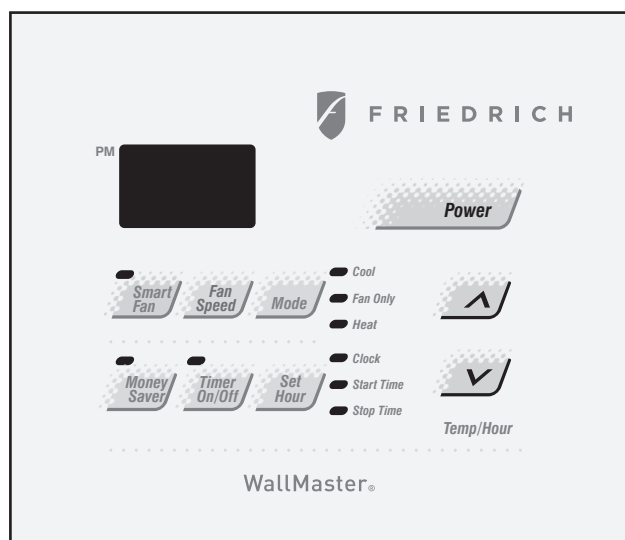 FRIEDRICH
PM
Power
Smart
Fan
Fan
Speed
Mode
Cool
Fan Only
Heat
Money
Saver
Timer
On/Off
Set
Hour
Clock
Start Time
Stop Time
Temp/Hour
WallMaster®